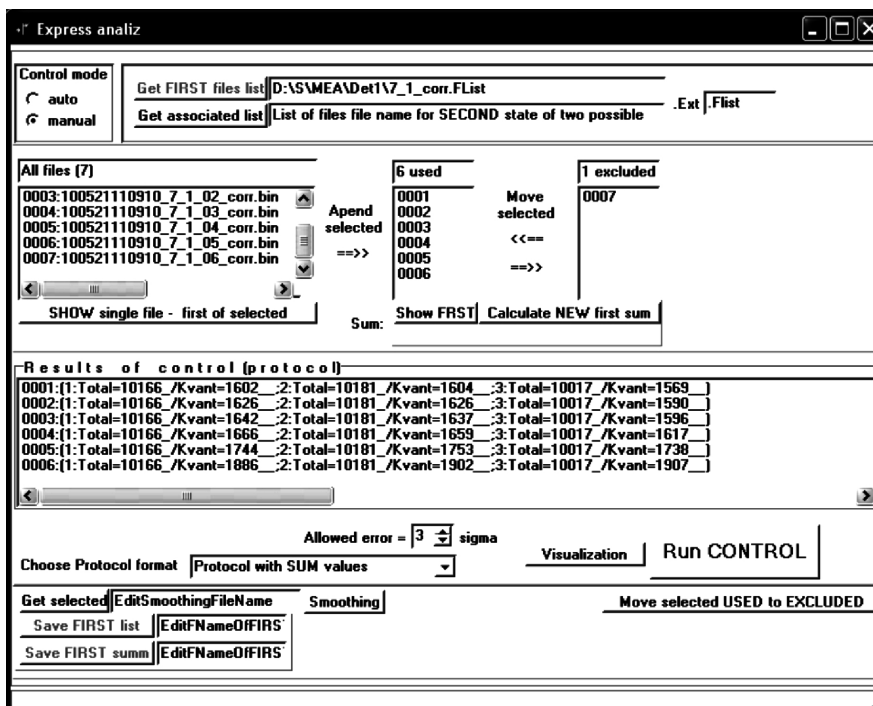 Express analiz
Control mode
auto
manual
Get FIRST files list D:\S\MEA\Det1\7_1_corr.FList
Get associated list List of files file name for SECOND state of two possible
.Ext .Flist
All files (7)
0003:100521110910_7_1_02_corr.bin
0004:100521110910_7_1_03_corr.bin
0005:100521110910_7_1_04_corr.bin
0006:100521110910_7_1_05_corr.bin
0007:100521110910_7_1_06_corr.bin
SHOW single file - first of selected
Apend
selected
==>>
6 used
0001
0002
0003
0004
0005
0006
Move
selected
<<==
==>>
1 excluded
0007
Sum: Show FRST Calculate NEW first sum
Results of control (protocol)
0001:(1:Total=10166_/Kvant=1602__;2:Total=10181_/Kvant=1604__;3:Total=10017_/Kvant=1569__)
0002:(1:Total=10166_/Kvant=1626__;2:Total=10181_/Kvant=1626__;3:Total=10017_/Kvant=1590__)
0003:(1:Total=10166_/Kvant=1642__;2:Total=10181_/Kvant=1637__;3:Total=10017_/Kvant=1596__)
0004:(1:Total=10166_/Kvant=1666__;2:Total=10181_/Kvant=1659__;3:Total=10017_/Kvant=1617__)
0005:(1:Total=10166_/Kvant=1744__;2:Total=10181_/Kvant=1753__;3:Total=10017_/Kvant=1738__)
0006:(1:Total=10166_/Kvant=1886__;2:Total=10181_/Kvant=1902__;3:Total=10017_/Kvant=1907__)
Allowed error = 3 sigma
Choose Protocol format Protocol with SUM values
Visualization
Run CONTROL
Get selected EditSmoothingFileName Smoothing
Move selected USED to EXCLUDED
Save FIRST list EditFNameOfFIRS
Save FIRST summ EditFNameOfFIRS